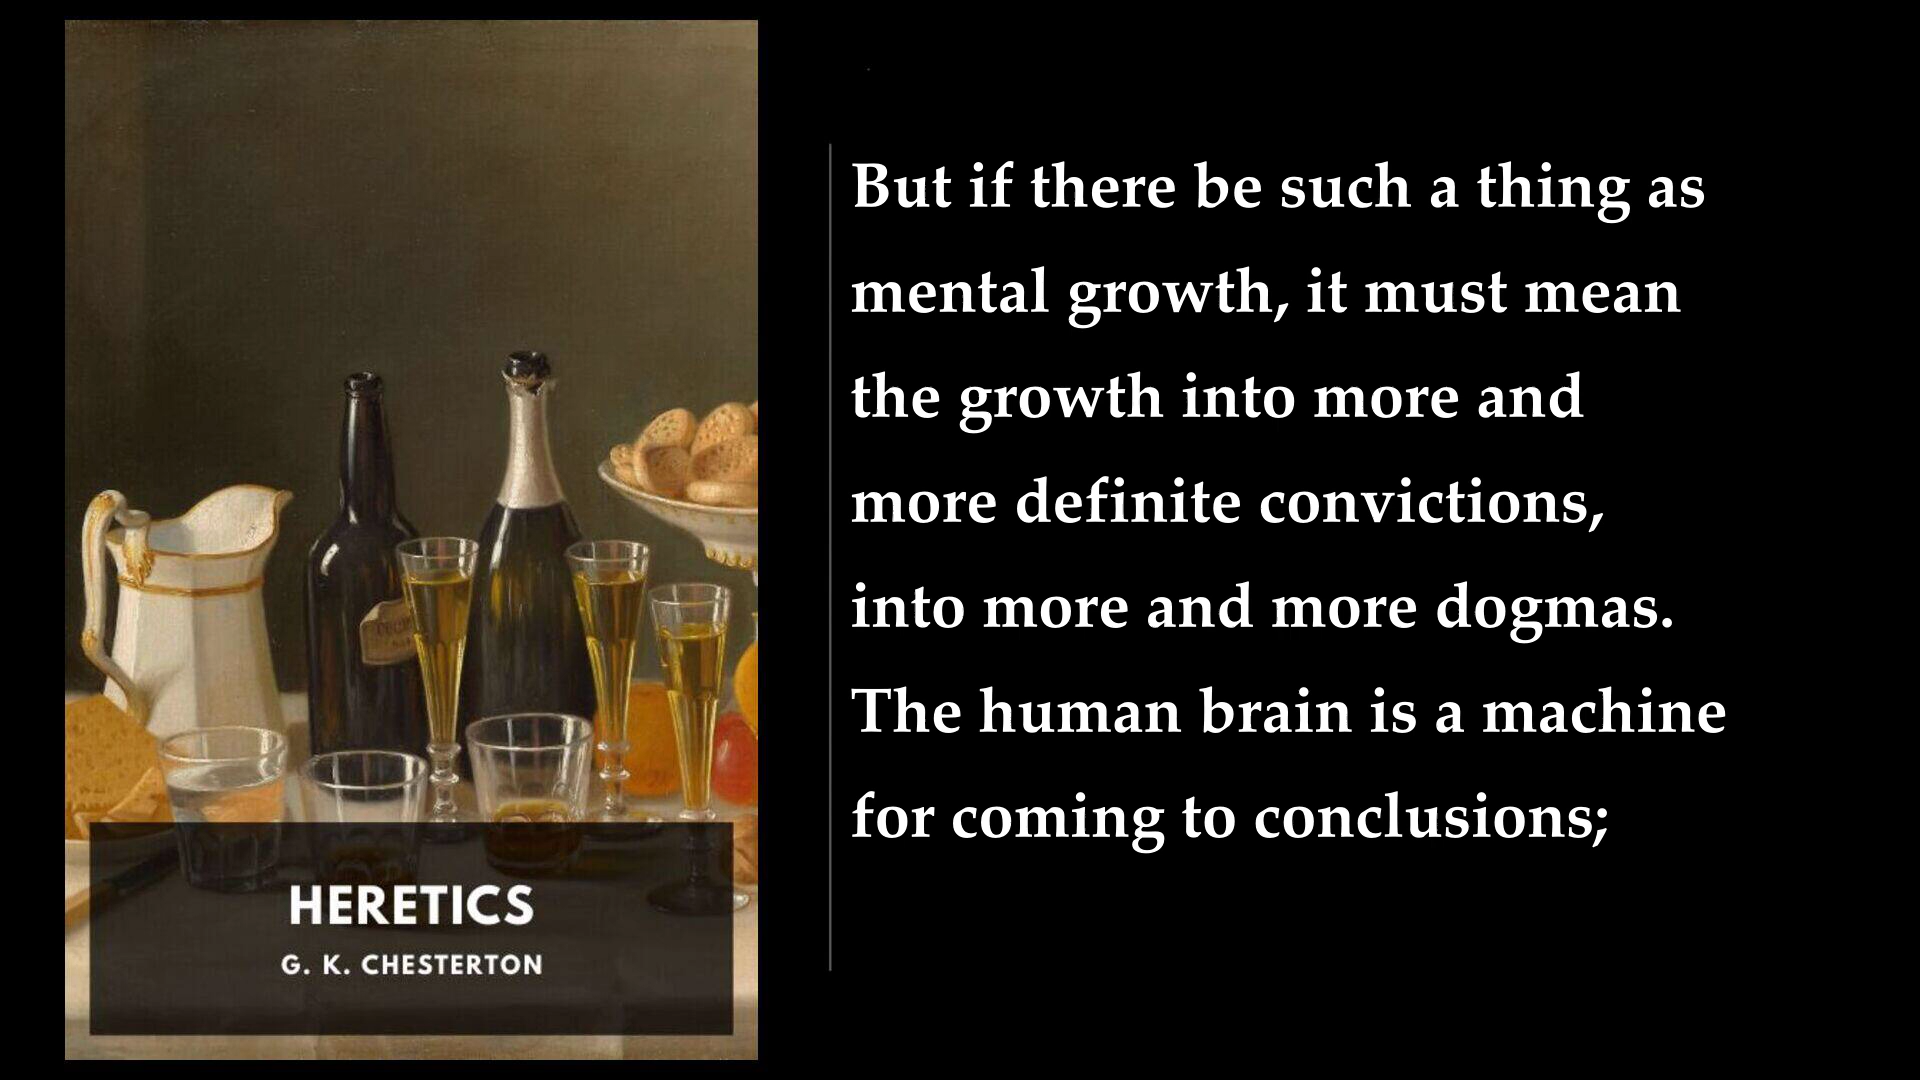 But if there be such a thing as
mental growth, it must mean
the growth into more and
more definite convictions,
into more and more dogmas.
The human brain is a machine
for coming to conclusions;
HERETICS
G. K. CHESTERTON